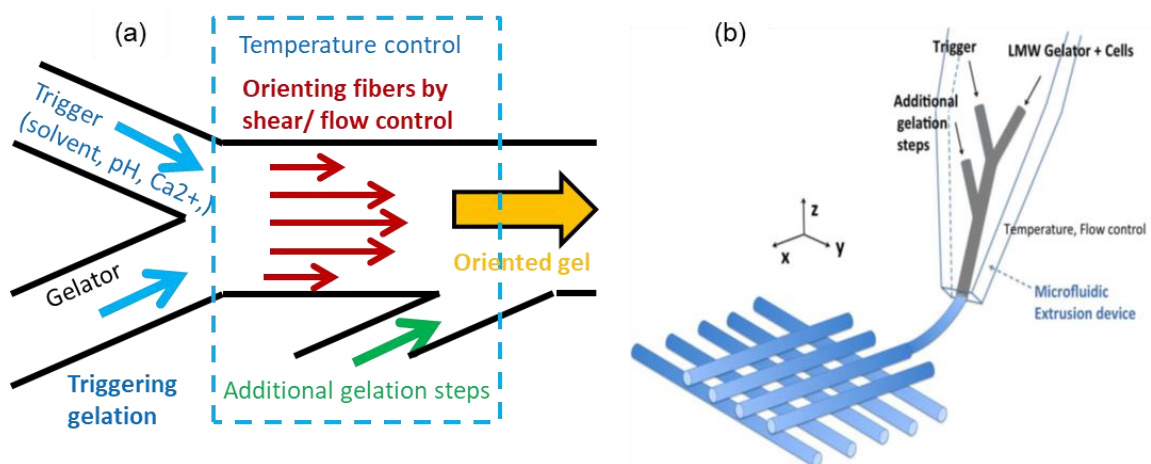 (a)
Temperature control
Orienting fibers by
shear/ flow control
Trigger
(solvent, pH, Ca2+,)
Gelator
Oriented gel
Triggering
gelation
Additional gelation steps
(b)
Trigger
LMW Gelator + Cells
Additional
gelation
steps
z
x
y
Temperature, Flow control
Microfluidic
Extrusion device